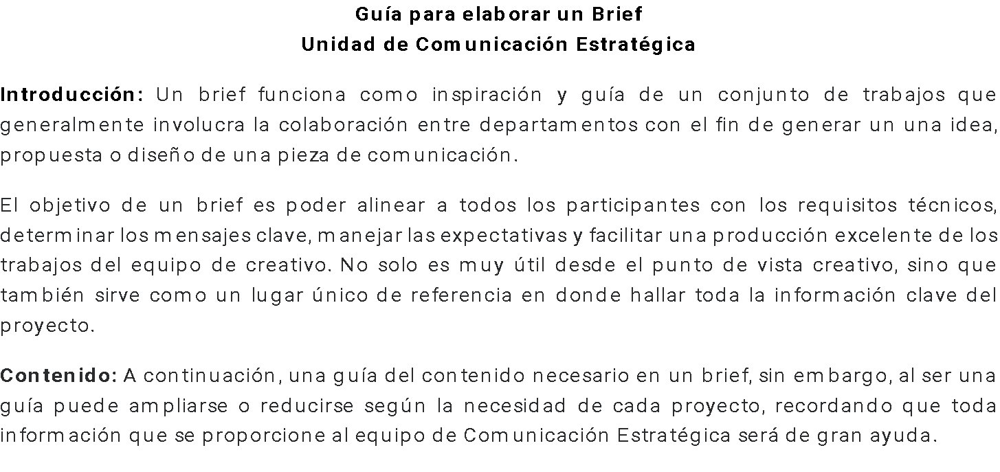 Guía para elaborar un Brief
Unidad de Comunicación Estratégica
Introducción: Un brief funciona como inspiración y guía de un conjunto de trabajos que
generalmente involucra la colaboración entre departamentos con el fin de generar un una idea,
propuesta o diseño de una pieza de comunicación.
El objetivo de un brief es poder alinear a todos los participantes con los requisitos técnicos,
determinar los mensajes clave, manejar las expectativas y facilitar una producción excelente de los
trabajos del equipo de creativo. No solo es muy útil desde el punto de vista creativo, sino que
también sirve como un lugar único de referencia en donde hallar toda la información clave del
proyecto.
Contenido: A continuación, una guía del contenido necesario en un brief, sin embargo, al ser una
guía puede ampliarse o reducirse según la necesidad de cada proyecto, recordando que toda
información que se proporcione al equipo de Comunicación Estratégica será de gran ayuda.